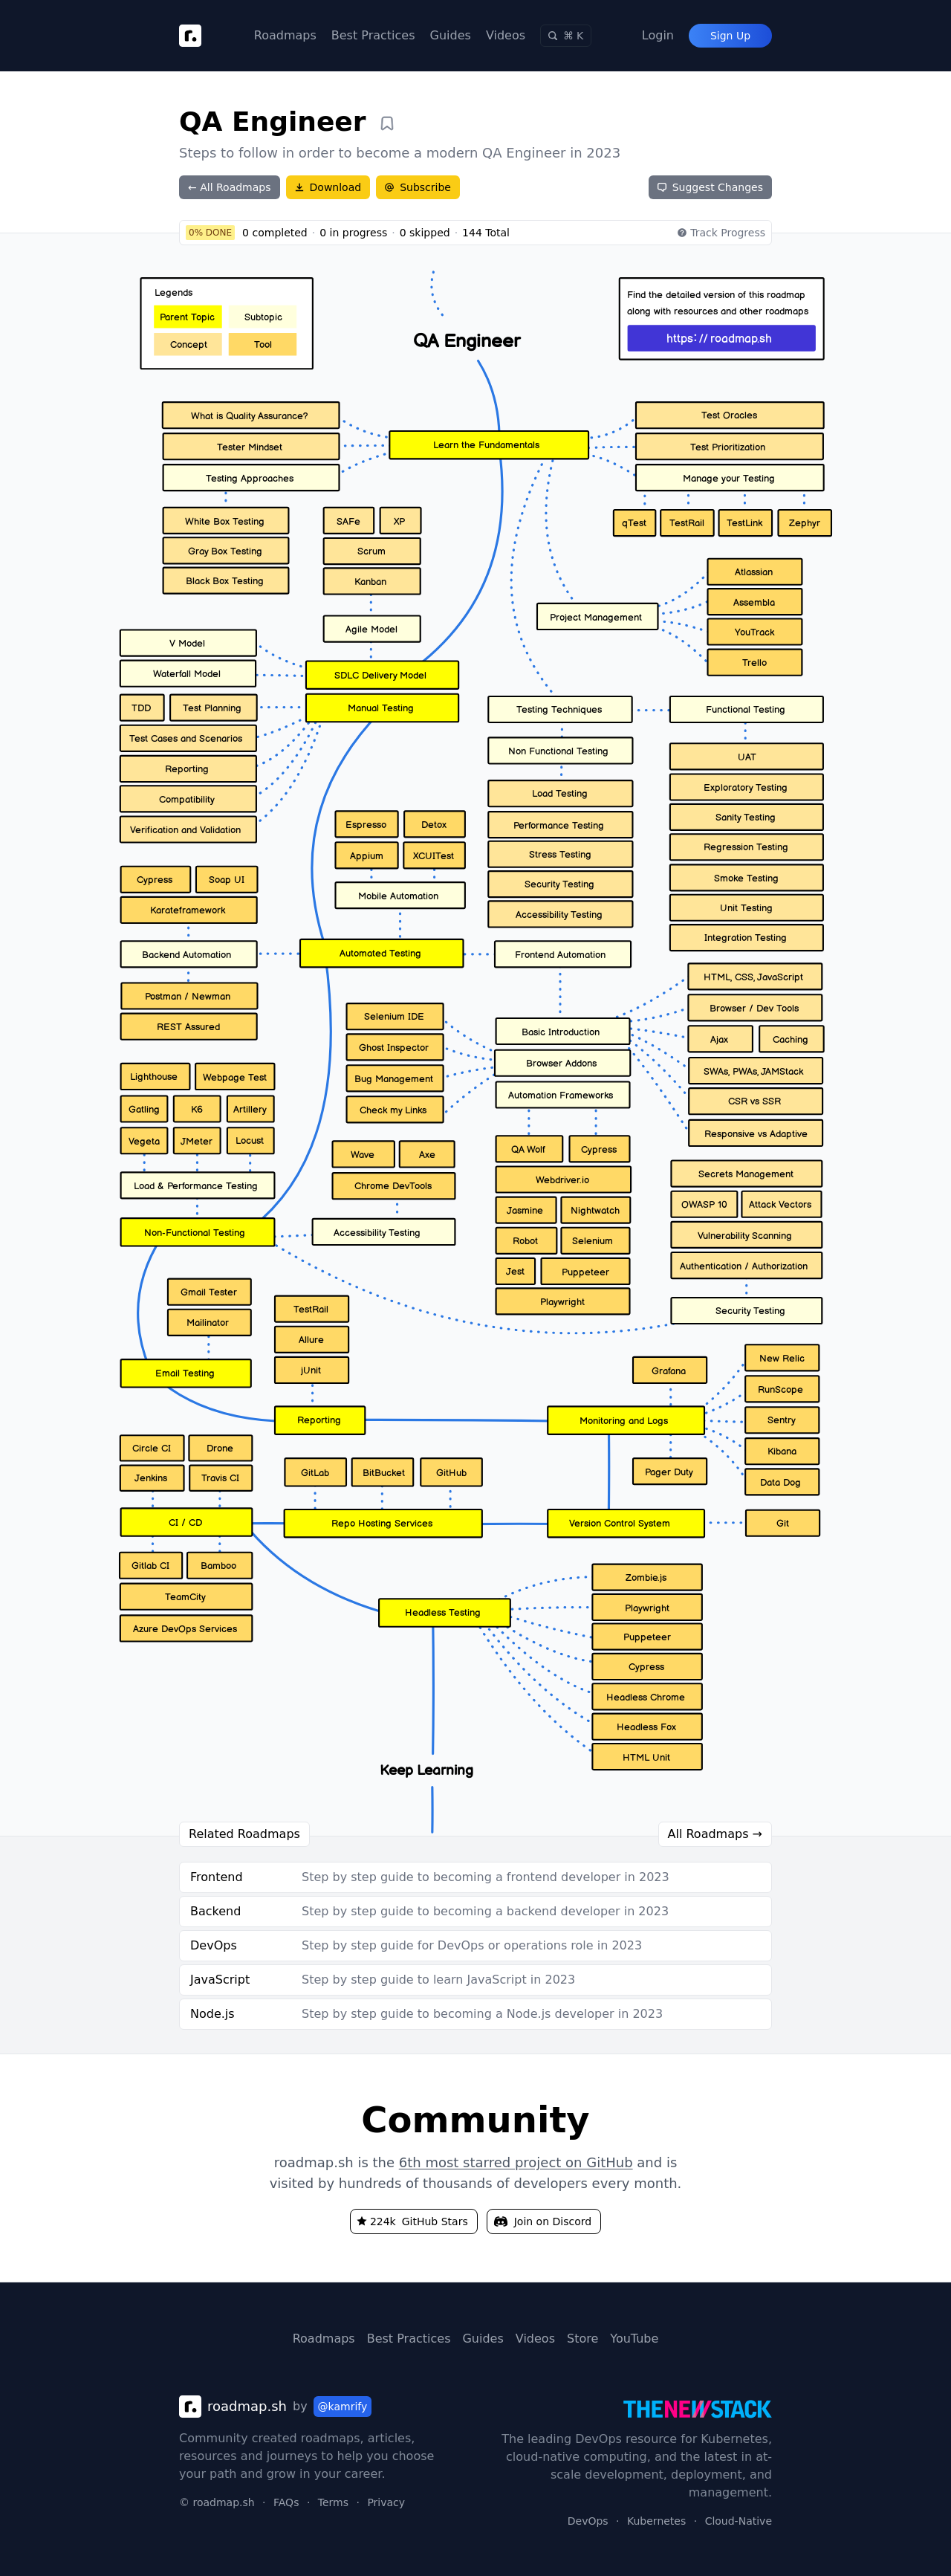 Roadmaps Best Practices Guides Videos ⌘ K Login Sign Up
QA Engineer
Steps to follow in order to become a modern QA Engineer in 2023
← All Roadmaps Download Subscribe Suggest Changes
0% DONE 0 completed · 0 in progress · 0 skipped · 144 Total Track Progress
Legends
Parent Topic Subtopic
Concept Tool
Find the detailed version of this roadmap
along with resources and other roadmaps
https://roadmap.sh
QA Engineer
What is Quality Assurance?
Tester Mindset
Testing Approaches
Learn the Fundamentals
Test Oracles
Test Prioritization
Manage your Testing
qTest TestRail TestLink Zephyr
White Box Testing
Gray Box Testing
Black Box Testing
SAFe XP
Scrum
Kanban
Agile Model
Atlassian
Assembla
YouTrack
Trello
Project Management
V Model
Waterfall Model
SDLC Delivery Model
Manual Testing
TDD Test Planning
Test Cases and Scenarios
Reporting
Compatibility
Verification and Validation
Testing Techniques
Functional Testing
Non Functional Testing
Load Testing
Performance Testing
Stress Testing
Security Testing
Accessibility Testing
UAT
Exploratory Testing
Sanity Testing
Regression Testing
Smoke Testing
Unit Testing
Integration Testing
Espresso Detox
Appium XCUITest
Mobile Automation
Cypress Soap UI
Karateframework
Backend Automation
Automated Testing
Frontend Automation
Postman / Newman
REST Assured
Selenium IDE
Ghost Inspector
Bug Management
Check my Links
Basic Introduction
Browser Addons
Automation Frameworks
HTML, CSS, JavaScript
Browser / Dev Tools
Ajax Caching
SWAs, PWAs, JAMStack
CSR vs SSR
Responsive vs Adaptive
Lighthouse Webpage Test
Gatling K6 Artillery
Vegeta JMeter Locust
Load & Performance Testing
Non-Functional Testing
Wave Axe
Chrome DevTools
Accessibility Testing
QA Wolf Cypress
Webdriver.io
Jasmine Nightwatch
Robot Selenium
Jest Puppeteer
Playwright
Secrets Management
OWASP 10 Attack Vectors
Vulnerability Scanning
Authentication / Authorization
Security Testing
Gmail Tester
Mailinator
Email Testing
TestRail
Allure
jUnit
Reporting
Grafana
Monitoring and Logs
Pager Duty
New Relic
RunScope
Sentry
Kibana
Data Dog
Circle CI Drone
Jenkins Travis CI
CI / CD
GitLab BitBucket GitHub
Repo Hosting Services
Version Control System
Git
Gitlab CI Bamboo
TeamCity
Azure DevOps Services
Headless Testing
Zombie.js
Playwright
Puppeteer
Cypress
Headless Chrome
Headless Fox
HTML Unit
Keep Learning
Related Roadmaps All Roadmaps →
Frontend Step by step guide to becoming a frontend developer in 2023
Backend Step by step guide to becoming a backend developer in 2023
DevOps Step by step guide for DevOps or operations role in 2023
JavaScript Step by step guide to learn JavaScript in 2023
Node.js Step by step guide to becoming a Node.js developer in 2023
Community
roadmap.sh is the 6th most starred project on GitHub and is
visited by hundreds of thousands of developers every month.
224k GitHub Stars Join on Discord
Roadmaps Best Practices Guides Videos Store YouTube
roadmap.sh by @kamrify
Community created roadmaps, articles,
resources and journeys to help you choose
your path and grow in your career.
© roadmap.sh · FAQs · Terms · Privacy
THENEWSTACK
The leading DevOps resource for Kubernetes,
cloud-native computing, and the latest in at-
scale development, deployment, and
management.
DevOps · Kubernetes · Cloud-Native